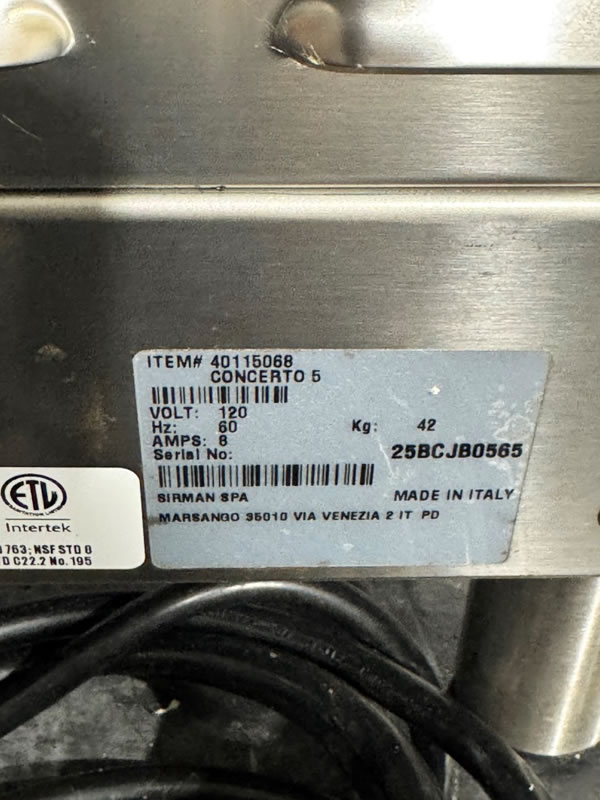 ITEM# 40115068
CONCERTO 5
VOLT: 120
Hz: 60 Kg: 42
AMPS: 8
Serial No: 25BCJB0565
SIRMAN SPA MADE IN ITALY
MARSANGO 35010 VIA VENEZIA 2 IT PD
ETL
Intertek
763; NSF STD 8
D C22.2 No. 195